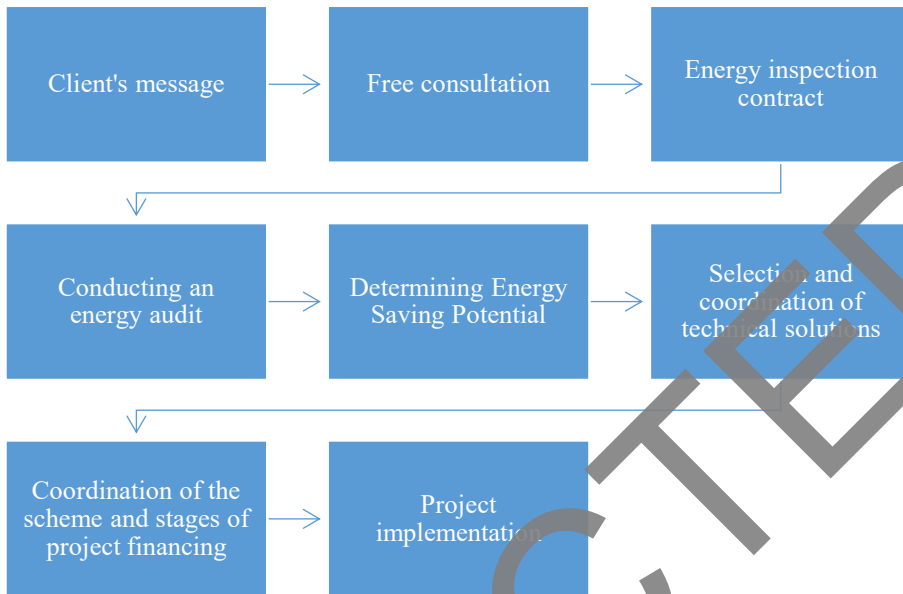 Client's message
Free consultation
Energy inspection
contract
Conducting an
energy audit
Determining Energy
Saving Potential
Selection and
coordination of
technical solutions
Coordination of the
scheme and stages of
project financing
Project
implementation
CTED